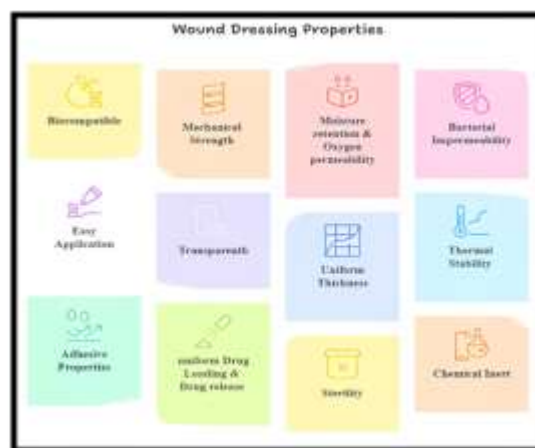 Wound Dressing Properties
Biocompatible
Mechanical
Strength
Moisture
retention &
Oxygen
permeability
Bacterial
Impermeability
Easy
Application
Transparent
Uniform
Thickness
Thermal
Stability
Adhesive
Properties
uniform Drug
Loading &
Drug release
Sterility
Chemical Inert